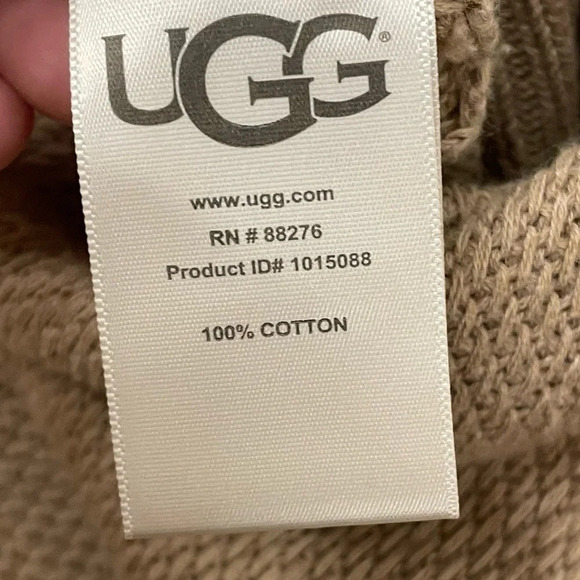 UGG®
www.ugg.com
RN # 88276
Product ID# 1015088
100% COTTON